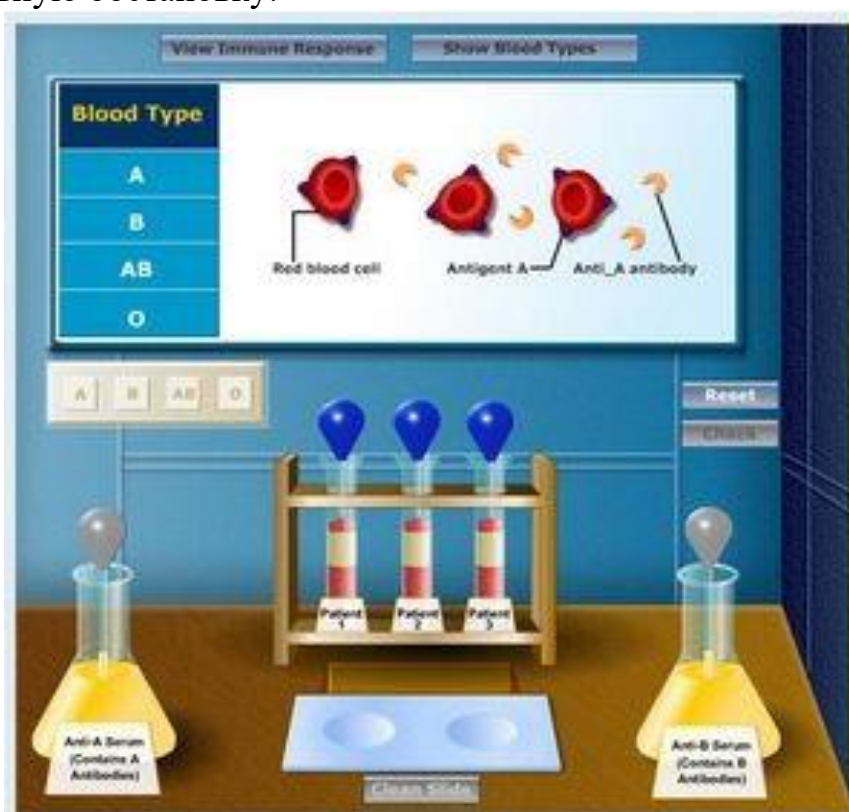 View Immune Response
Show Blood Types
Blood Type
A
B
AB
O
Red blood cell
Antigent A
Anti_A antibody
A B AB O
Reset
Check
Patient 1
Patient 2
Patient 3
Anti-A Serum
(Contains A
Antibodies)
Anti-B Serum
(Contains B
Antibodies)
Clean Slide